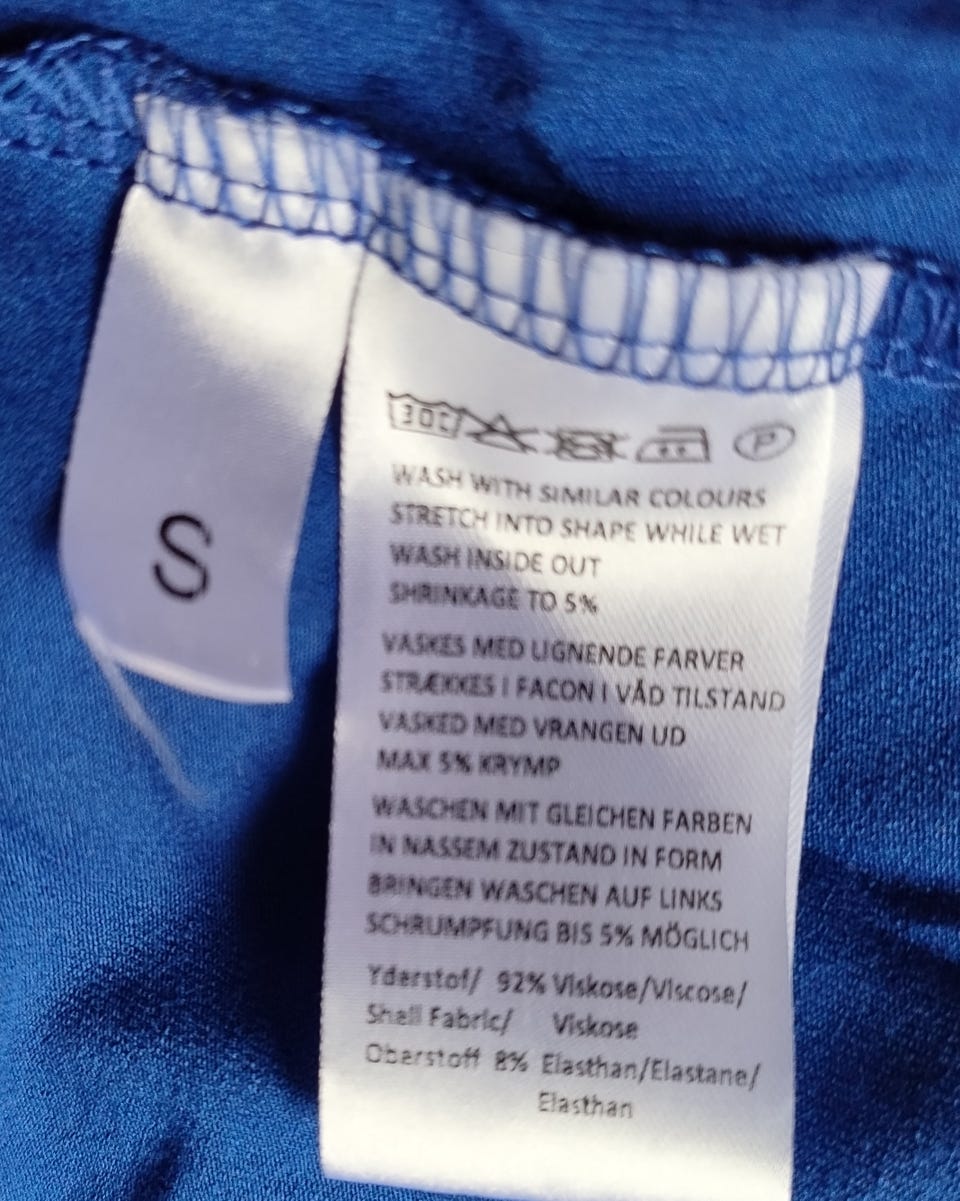 S
30C
P
WASH WITH SIMILAR COLOURS
STRETCH INTO SHAPE WHILE WET
WASH INSIDE OUT
SHRINKAGE TO 5%
VASKES MED LIGNENDE FARVER
STRÆKKES I FACON I VÅD TILSTAND
VASKED MED VRANGEN UD
MAX 5% KRYMP
WASCHEN MIT GLEICHEN FARBEN
IN NASSEM ZUSTAND IN FORM
BRINGEN WASCHEN AUF LINKS
SCHRUMPFUNG BIS 5% MÖGLICH
Yderstof/ 92% Viskose/Viscose/
Shell Fabric/ Viskose
Oberstoff 8% Elasthan/Elastane/
Elasthan